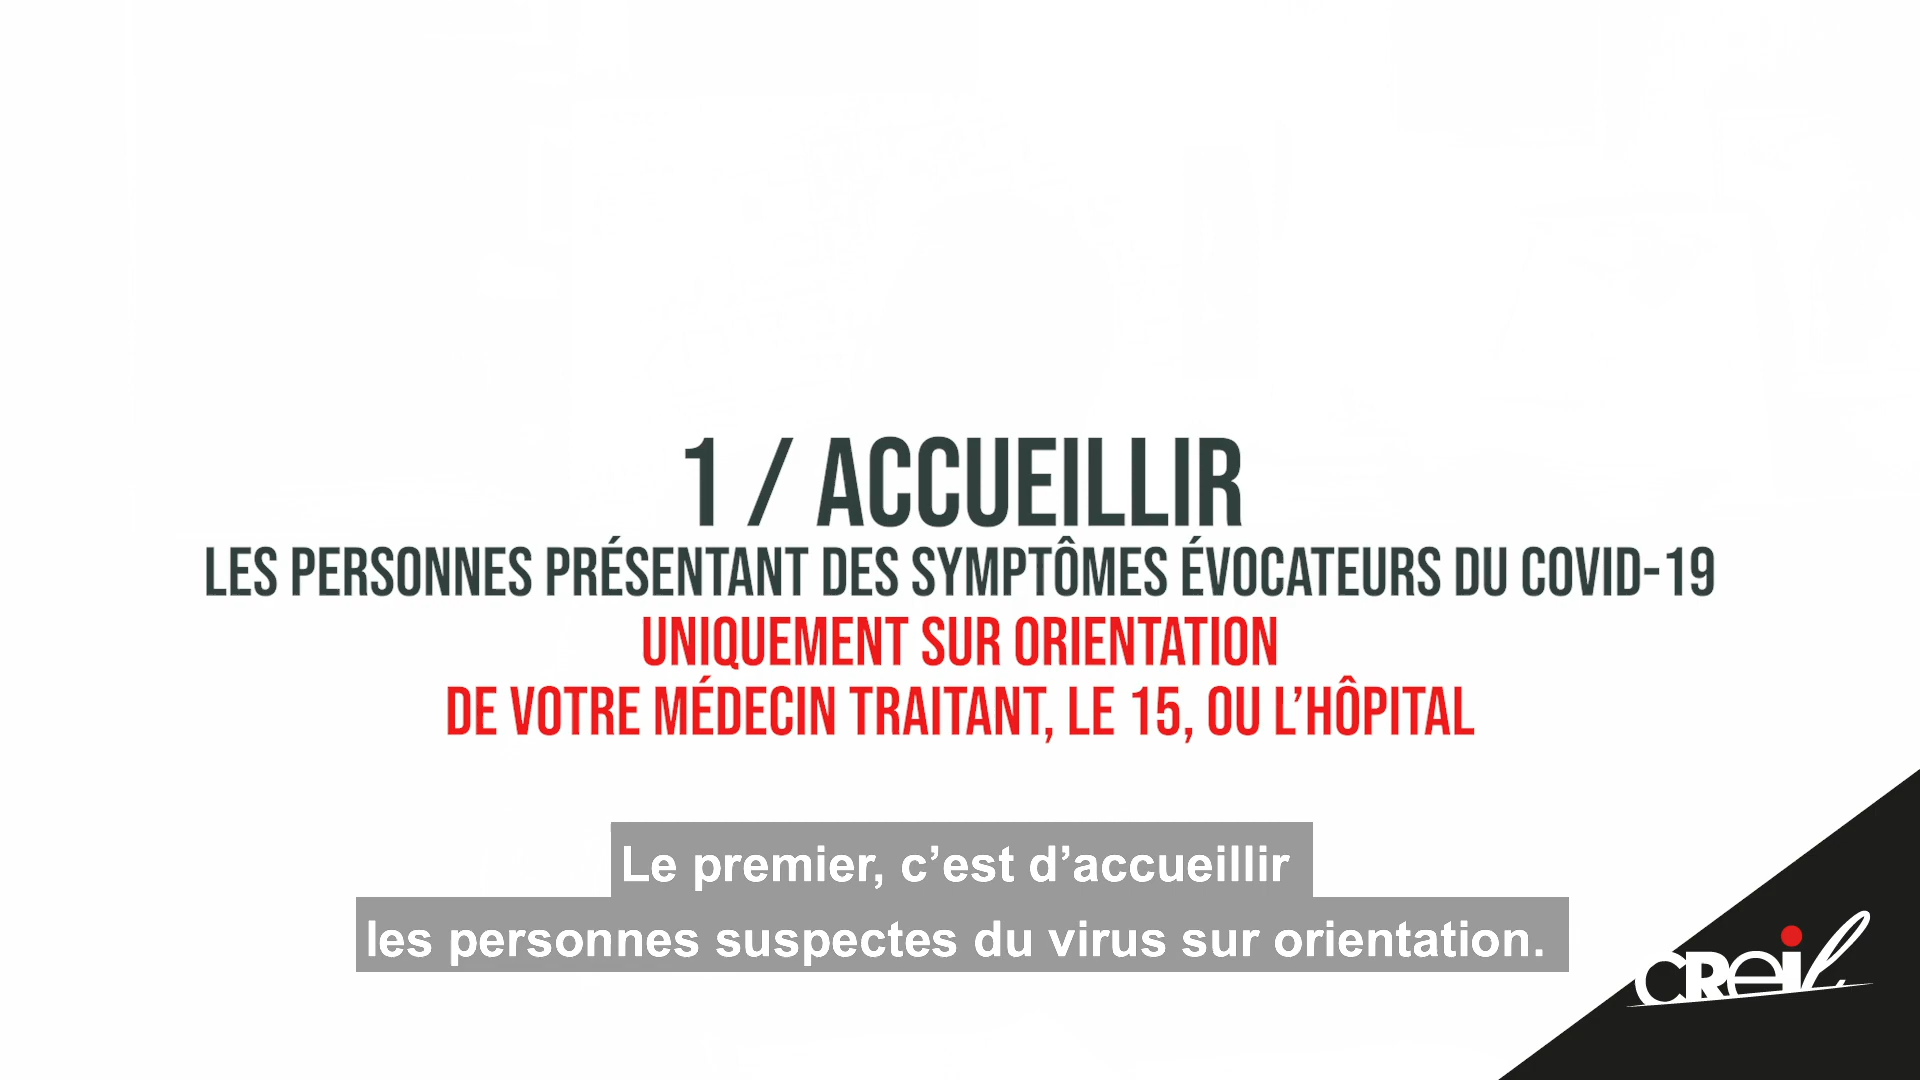 1 / ACCUEILLIR
LES PERSONNES PRÉSENTANT DES SYMPTÔMES ÉVOCATEURS DU COVID-19
UNIQUEMENT SUR ORIENTATION
DE VOTRE MÉDECIN TRAITANT, LE 15, OU L’HÔPITAL
Le premier, c’est d’accueillir
les personnes suspectes du virus sur orientation.
CReil